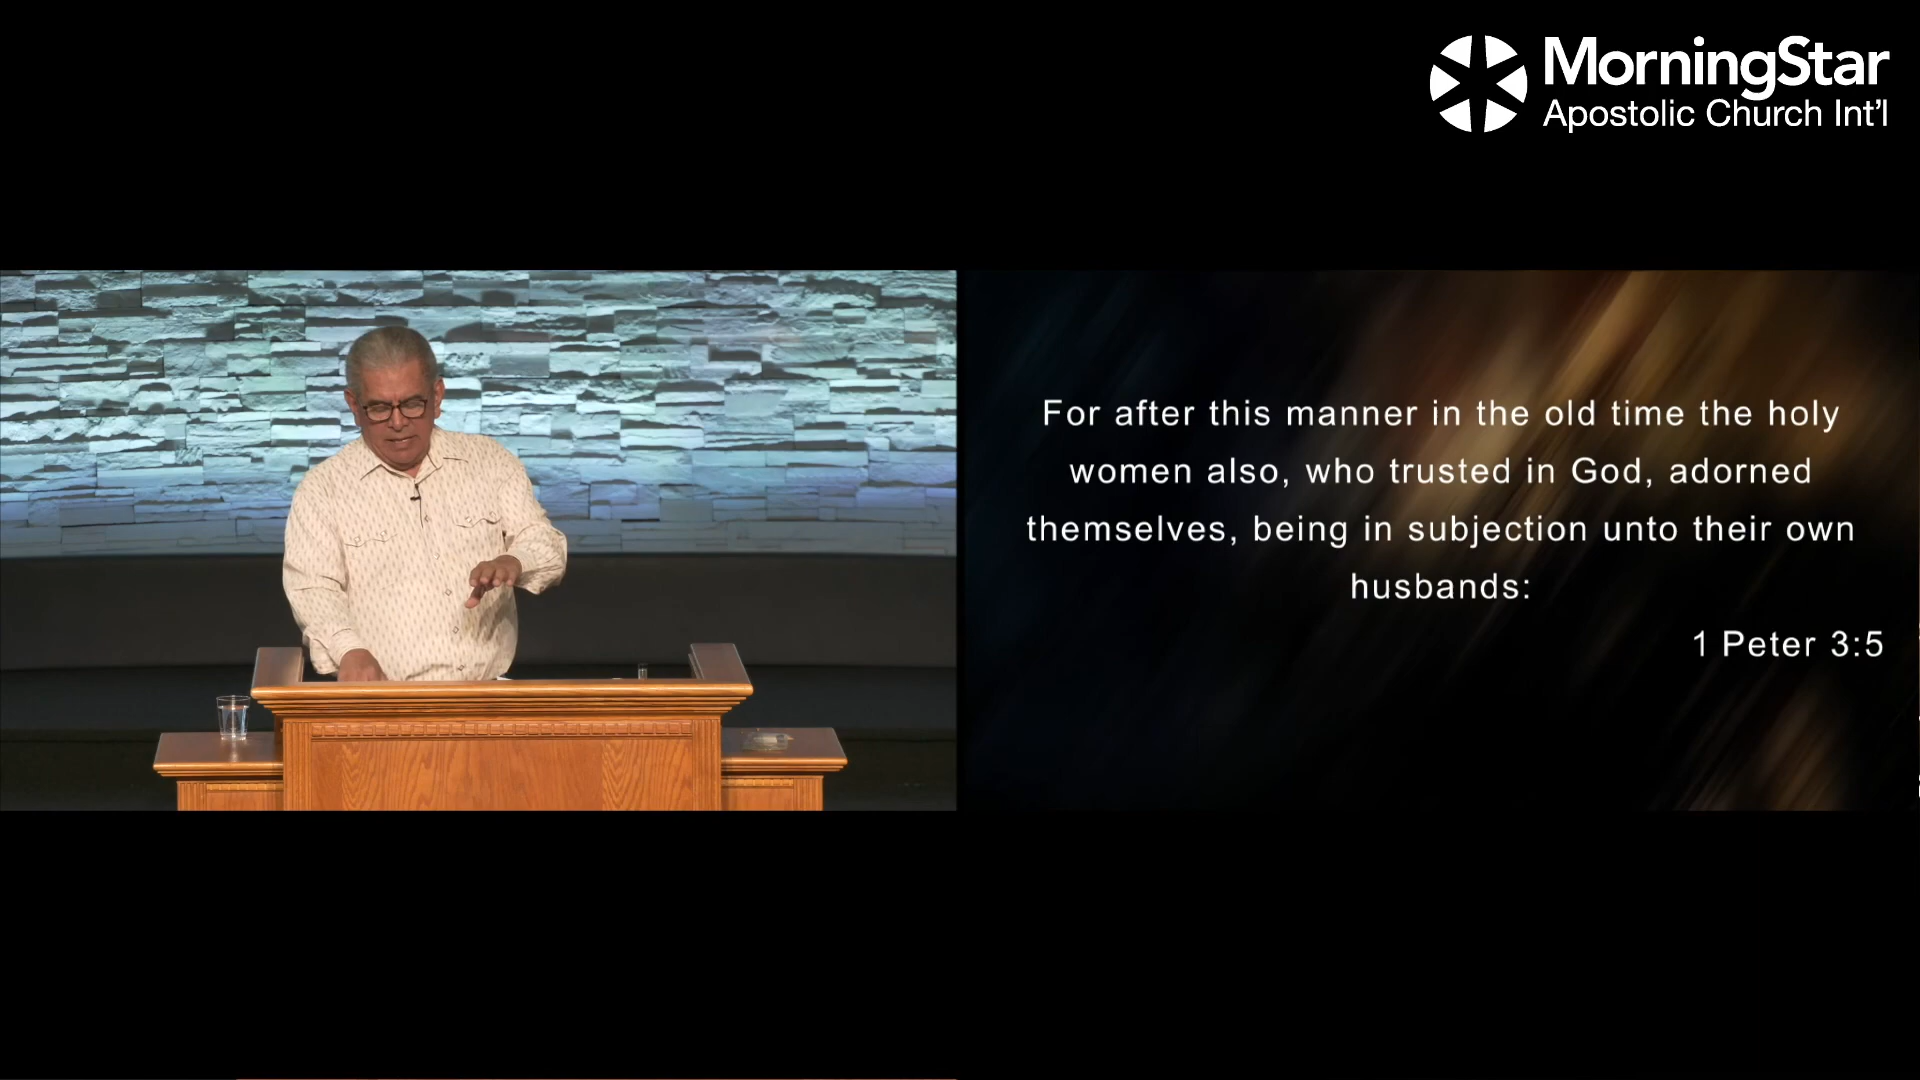 MorningStar
Apostolic Church Int'l
For after this manner in the old time the holy
women also, who trusted in God, adorned
themselves, being in subjection unto their own
husbands:
1 Peter 3:5